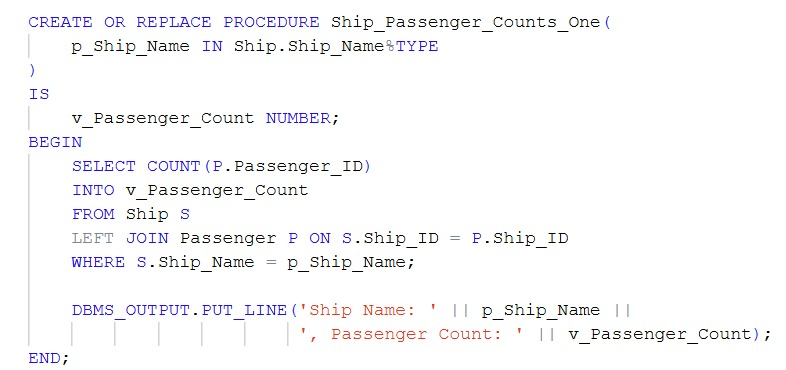 CREATE OR REPLACE PROCEDURE Ship_Passenger_Counts_One(
p_Ship_Name IN Ship.Ship_Name%TYPE
)
IS
v_Passenger_Count NUMBER;
BEGIN
SELECT COUNT(P.Passenger_ID)
INTO v_Passenger_Count
FROM Ship S
LEFT JOIN Passenger P ON S.Ship_ID = P.Ship_ID
WHERE S.Ship_Name = p_Ship_Name;
DBMS_OUTPUT.PUT_LINE('Ship Name: ' || p_Ship_Name ||
', Passenger Count: ' || v_Passenger_Count);
END;